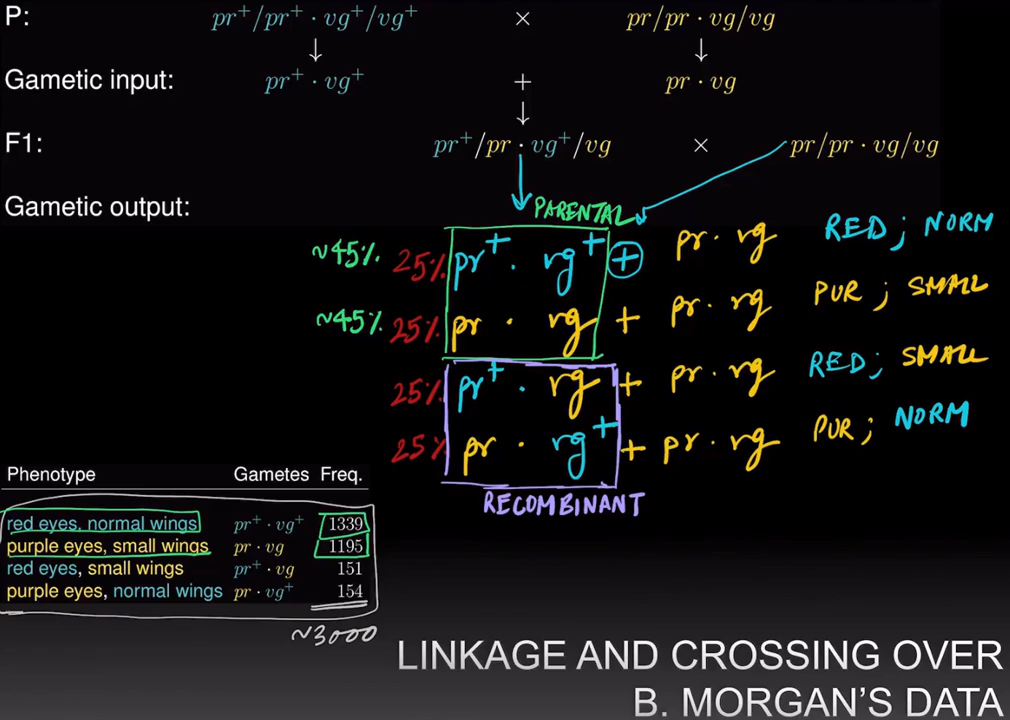 P: pr⁺/pr⁺ · vg⁺/vg⁺ × pr/pr · vg/vg
↓ ↓
Gametic input: pr⁺ · vg⁺ + pr · vg
↓
F1: pr⁺/pr · vg⁺/vg × pr/pr · vg/vg
Gametic output:
PARENTAL
~45% 25% pr⁺ · vg⁺ + pr · vg RED; NORM
~45% 25% pr · vg + pr · vg PUR; SMALL
25% pr⁺ · vg + pr · vg RED; SMALL
25% pr · vg⁺ + pr · vg PUR; NORM
RECOMBINANT
Phenotype Gametes Freq.
red eyes, normal wings pr⁺ · vg⁺ 1339
purple eyes, small wings pr · vg 1195
red eyes, small wings pr⁺ · vg 151
purple eyes, normal wings pr · vg⁺ 154
~3000
LINKAGE AND CROSSING OVER
B. MORGAN'S DATA